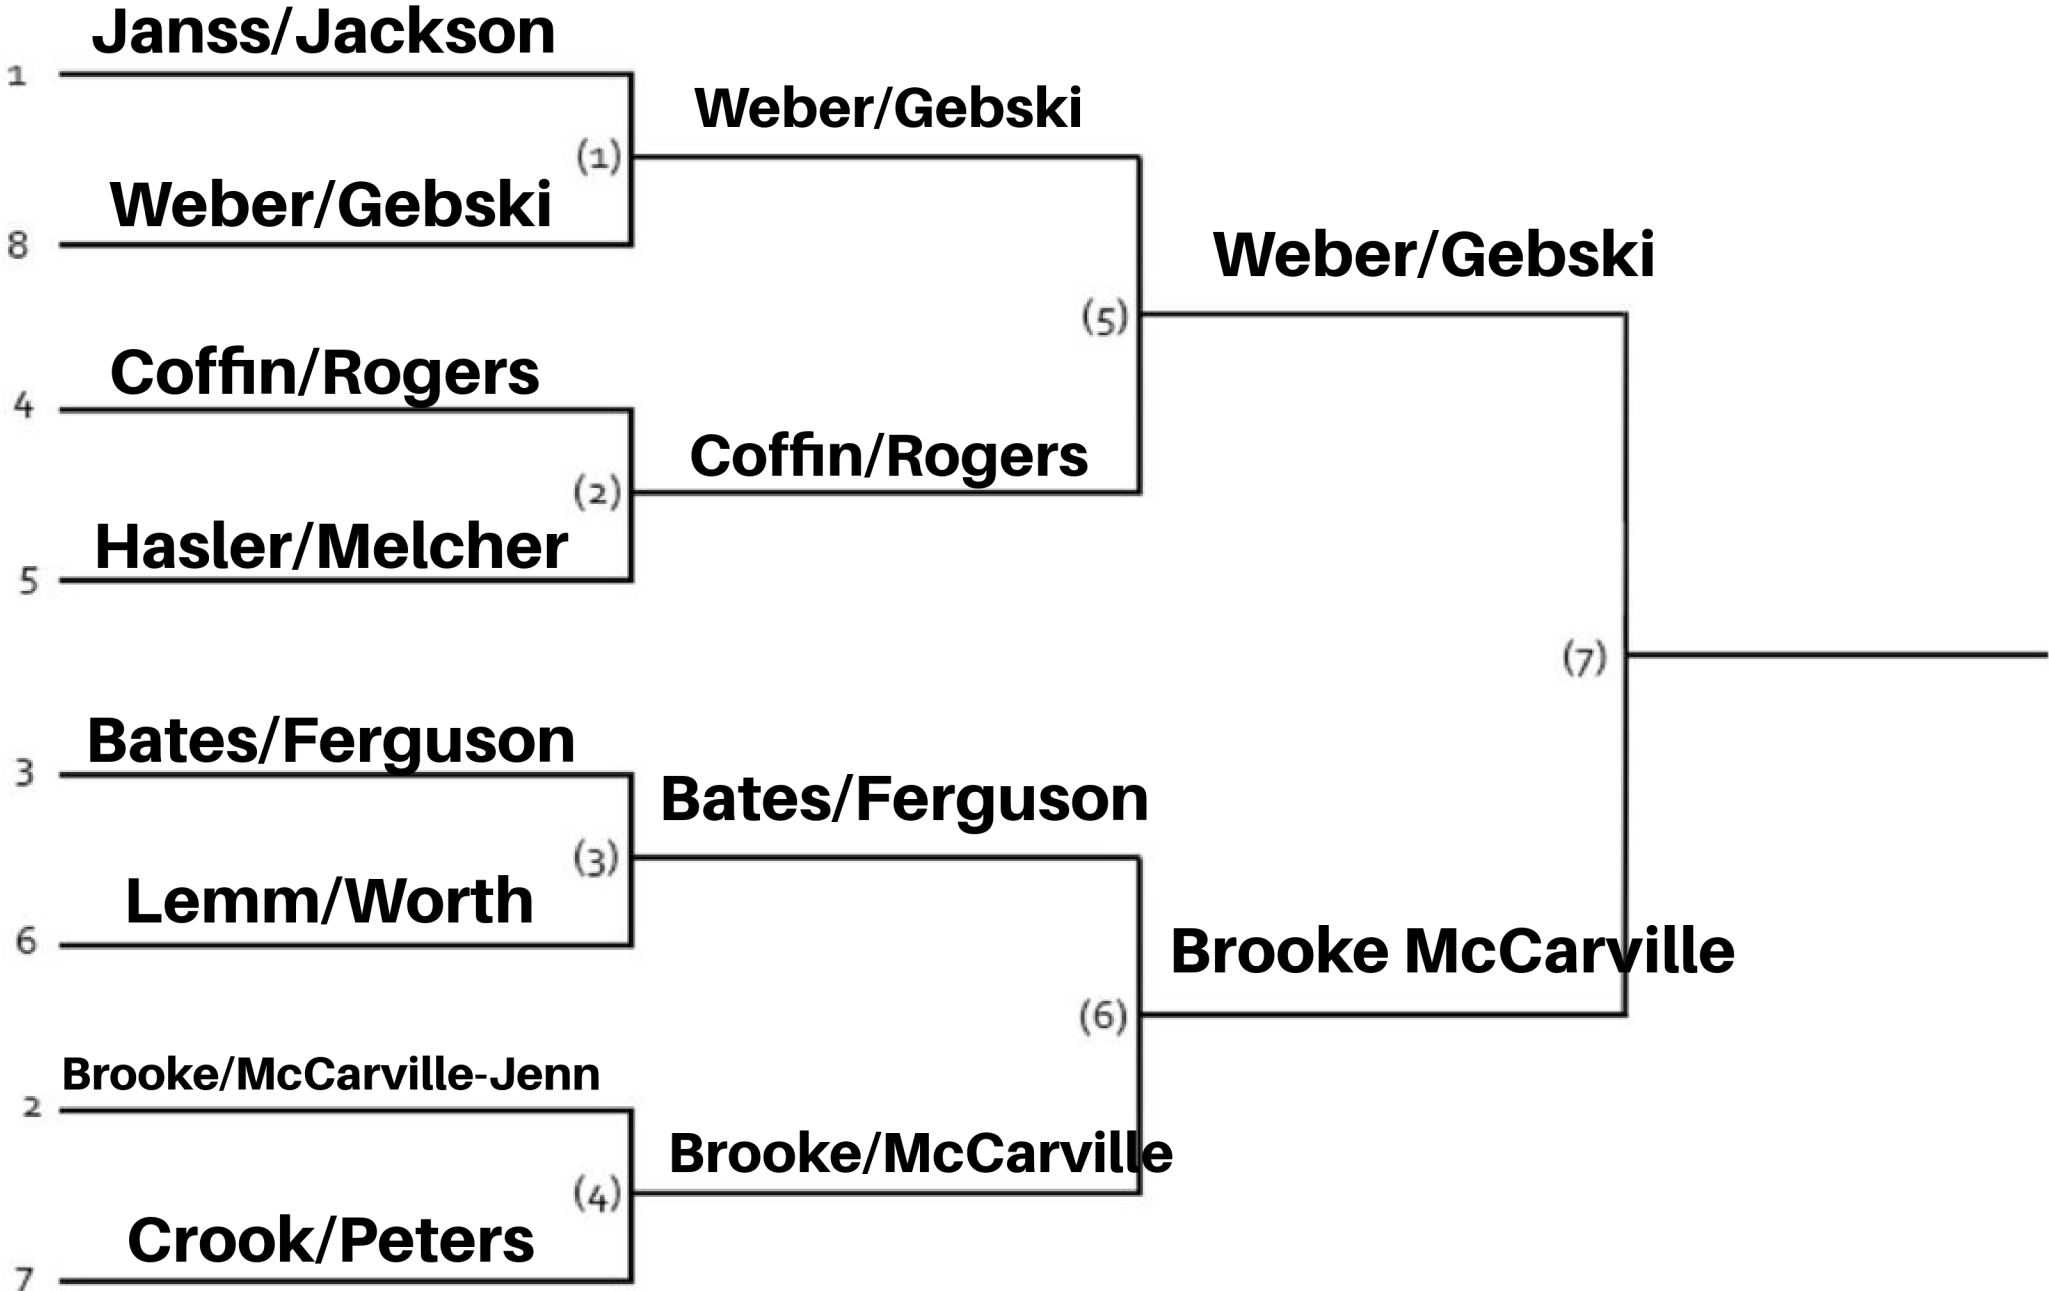 Janss/Jackson
1
Weber/Gebski
(1)
Weber/Gebski
8
Weber/Gebski
(5)
Coffin/Rogers
4
Coffin/Rogers
(2)
Hasler/Melcher
5
(7)
Bates/Ferguson
3
Bates/Ferguson
(3)
Lemm/Worth
6
Brooke McCarville
(6)
Brooke/McCarville-Jenn
2
Brooke/McCarville
(4)
Crook/Peters
7